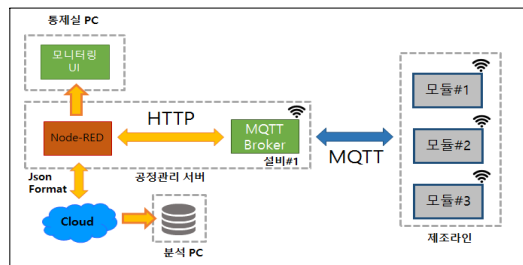 통제실 PC
모니터링
UI
모듈#1
HTTP
Node-RED
MQTT
Broker
설비#1
MQTT
모듈#2
Json
Format
공정관리 서버
모듈#3
Cloud
분석 PC
제조라인